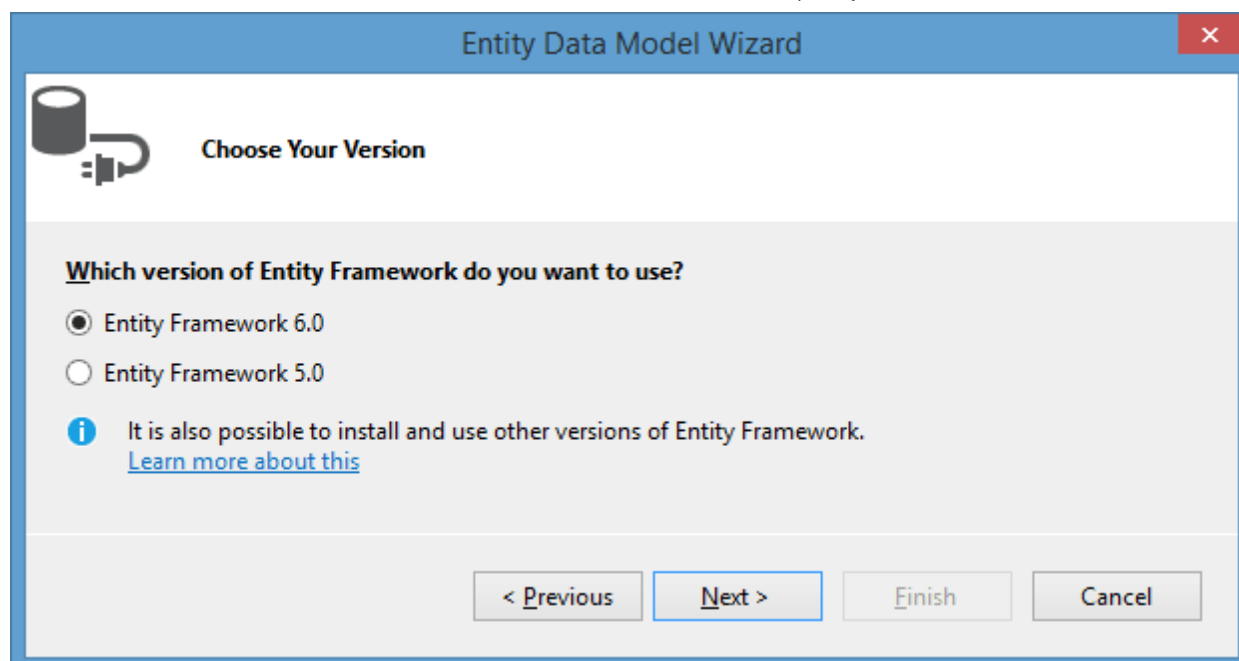 Entity Data Model Wizard
Choose Your Version
Which version of Entity Framework do you want to use?
Entity Framework 6.0
Entity Framework 5.0
It is also possible to install and use other versions of Entity Framework.
Learn more about this
< Previous Next > Finish Cancel